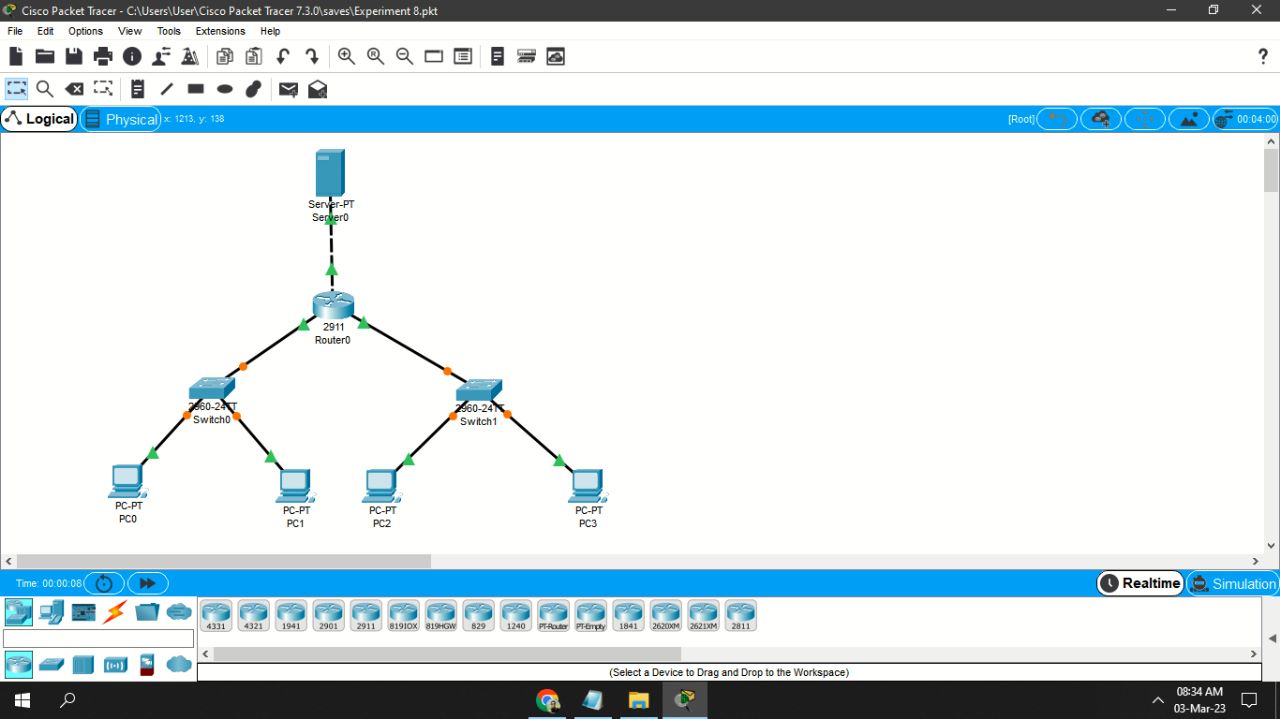 Cisco Packet Tracer - C:\Users\User\Cisco Packet Tracer 7.3.0\saves\Experiment 8.pkt
File Edit Options View Tools Extensions Help
?
Logical Physical x: 1213, y: 138 [Root] 00:04:00
Server-PT
Server0
2911
Router0
2960-24TT
Switch0
2960-24TT
Switch1
PC-PT
PC0
PC-PT
PC1
PC-PT
PC2
PC-PT
PC3
Time: 00:00:08 Realtime Simulation
4331 4321 1941 2901 2911 819IOX 819HGW 829 1240 PT-Router PT-Empty 1841 2620XM 2621XM 2811
(Select a Device to Drag and Drop to the Workspace)
08:34 AM
03-Mar-23